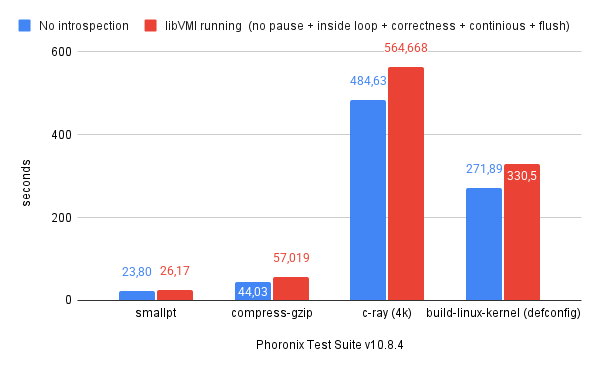 No introspection
libVMI running (no pause + inside loop + correctness + continious + flush)
600
400
200
0
seconds
23,80
26,17
44,03
57,019
484,63
564,668
271,89
330,5
smallpt
compress-gzip
c-ray (4k)
build-linux-kernel (defconfig)
Phoronix Test Suite v10.8.4